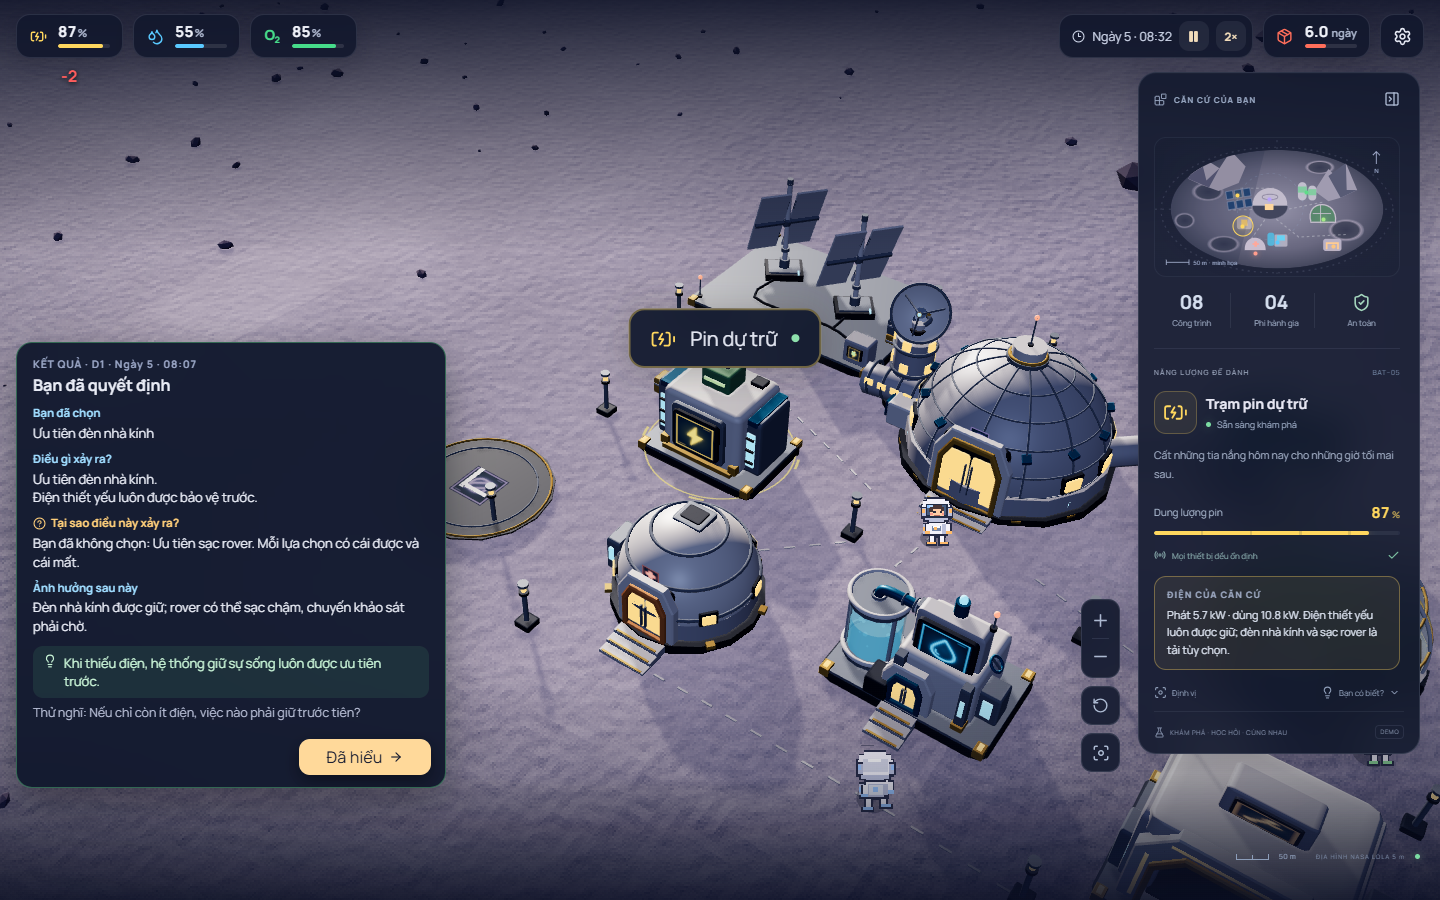 87%
55%
O₂
85%
-2
Ngày 5 · 08:32
2×
6.0 ngày
CĂN CỨ CỦA BẠN
N
50 m · minh họa
08
Công trình
04
Phi hành gia
An toàn
NĂNG LƯỢNG ĐỂ DÀNH
BAT-05
Trạm pin dự trữ
Sẵn sàng khám phá
Cất những tia nắng hôm nay cho những giờ tối mai
sau.
Dung lượng pin
87 %
Mọi thiết bị đều ổn định
ĐIỆN CỦA CĂN CỨ
Phát 5.7 kW · dùng 10.8 kW. Điện thiết yếu
luôn được giữ; đèn nhà kính và sạc rover là
tải tùy chọn.
Định vị
Bạn có biết?
KHÁM PHÁ · HỌC HỎI · CÙNG NHAU
DEMO
Pin dự trữ
KẾT QUẢ · D1 · Ngày 5 · 08:07
Bạn đã quyết định
Bạn đã chọn
Ưu tiên đèn nhà kính
Điều gì xảy ra?
Ưu tiên đèn nhà kính.
Điện thiết yếu luôn được bảo vệ trước.
Tại sao điều này xảy ra?
Bạn đã không chọn: Ưu tiên sạc rover. Mỗi lựa chọn có cái được và
cái mất.
Ảnh hưởng sau này
Đèn nhà kính được giữ; rover có thể sạc chậm, chuyến khảo sát
phải chờ.
Khi thiếu điện, hệ thống giữ sự sống luôn được ưu tiên
trước.
Thử nghĩ: Nếu chỉ còn ít điện, việc nào phải giữ trước tiên?
Đã hiểu →
50 m
ĐỊA HÌNH NASA LOLA 5 m